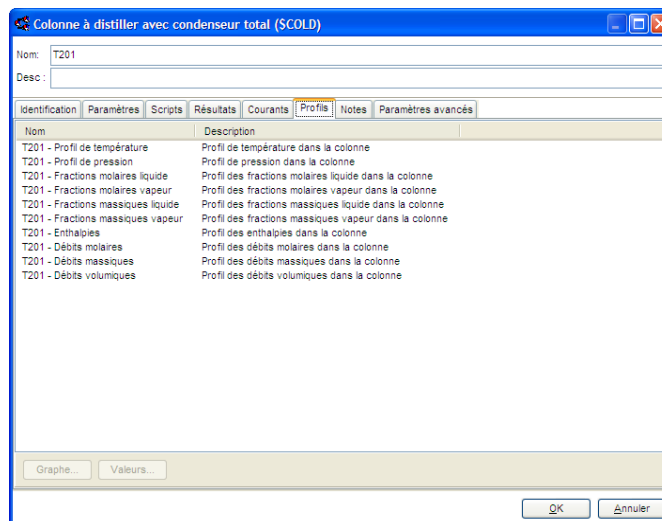 Colonne à distiller avec condenseur total ($COLD)
Nom: T201
Desc :
Identification Paramètres Scripts Résultats Courants Profils Notes Paramètres avancés
Nom Description
T201 - Profil de température Profil de température dans la colonne
T201 - Profil de pression Profil de pression dans la colonne
T201 - Fractions molaires liquide Profil des fractions molaires liquide dans la colonne
T201 - Fractions molaires vapeur Profil des fractions molaires vapeur dans la colonne
T201 - Fractions massiques liquide Profil des fractions massiques liquide dans la colonne
T201 - Fractions massiques vapeur Profil des fractions massiques vapeur dans la colonne
T201 - Enthalpies Profil des enthalpies dans la colonne
T201 - Débits molaires Profil des débits molaires dans la colonne
T201 - Débits massiques Profil des débits massiques dans la colonne
T201 - Débits volumiques Profil des débits volumiques dans la colonne
Graphe... Valeurs...
OK Annuler